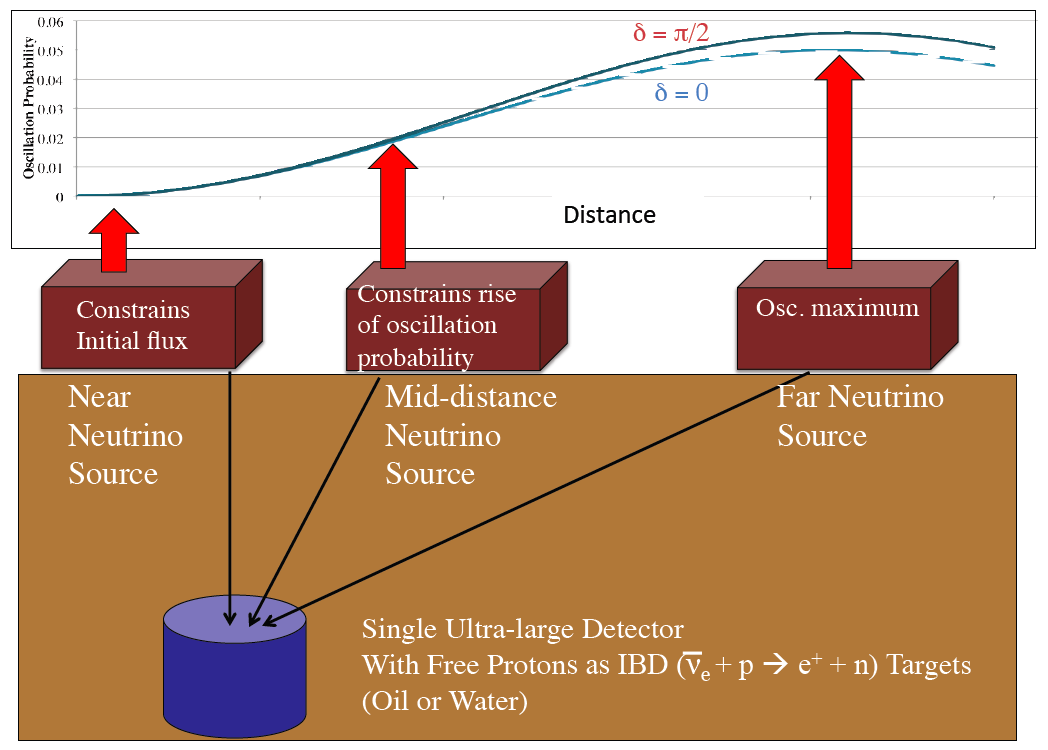 0.06
0.05
0.04
0.03
0.02
0.01
0
Oscillation Probability
δ = π/2
δ = 0
Distance
Constrains
Initial flux
Constrains rise
of oscillation
probability
Osc. maximum
Near
Neutrino
Source
Mid-distance
Neutrino
Source
Far Neutrino
Source
Single Ultra-large Detector
With Free Protons as IBD (ν̅ₑ + p → e⁺ + n) Targets
(Oil or Water)